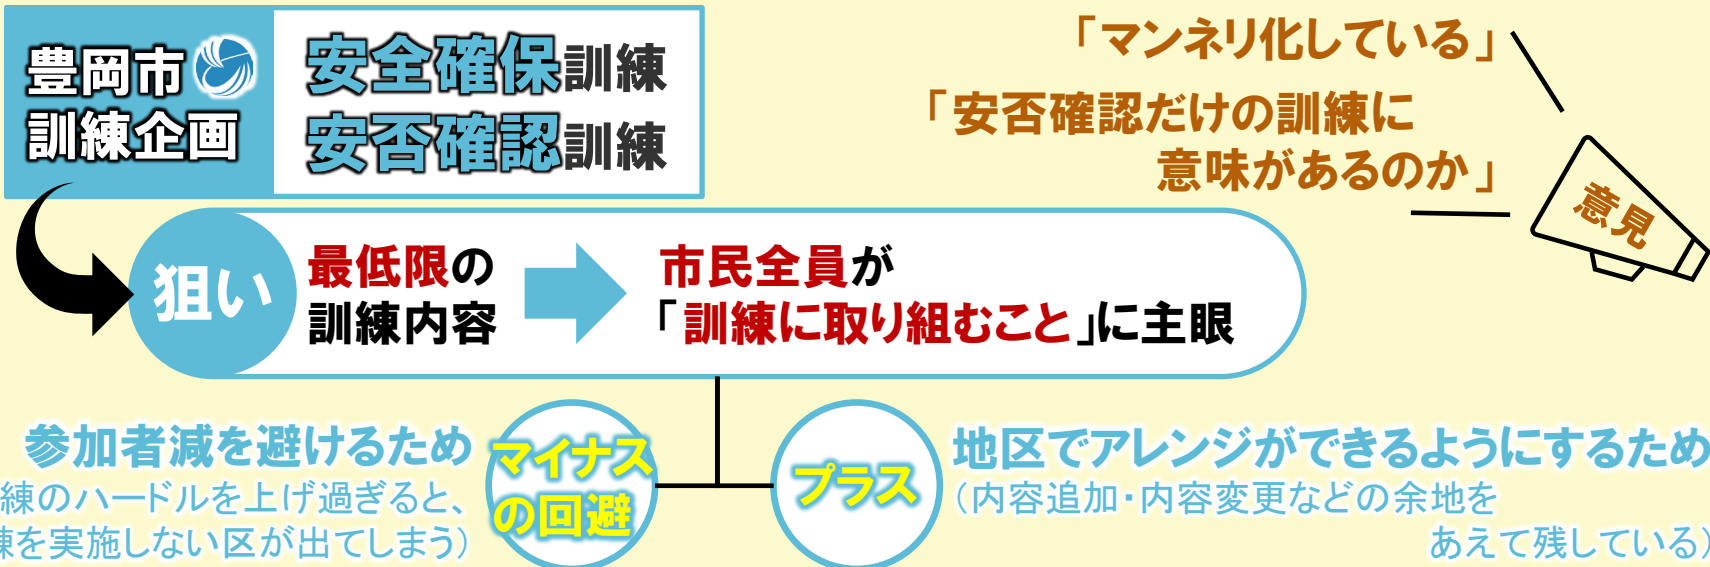 豊岡市
訓練企画
安全確保訓練
安否確認訓練
「マンネリ化している」
「安否確認だけの訓練に
意味があるのか」
意見
狙い
最低限の
訓練内容
市民全員が
「訓練に取り組むこと」に主眼
参加者減を避けるため
練のハードルを上げ過ぎると、
練を実施しない区が出てしまう）
マイナス
の回避
プラス
地区でアレンジができるようにするため
（内容追加・内容変更などの余地を
あえて残している）